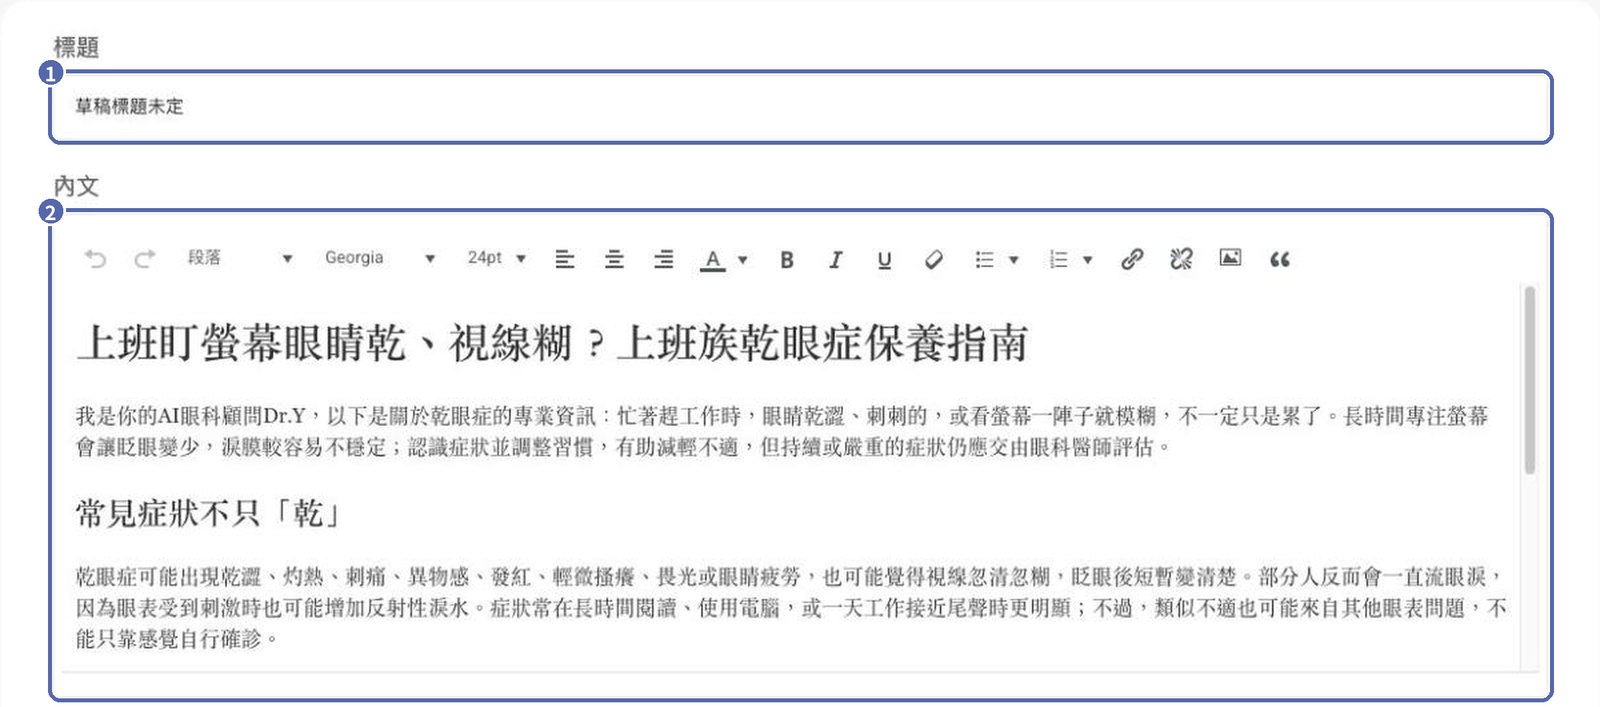 標題
1
草稿標題未定
內文
2
段落 Georgia 24pt A B I U
上班盯螢幕眼睛乾、視線糊？上班族乾眼症保養指南
我是你的AI眼科顧問Dr.Y，以下是關於乾眼症的專業資訊：忙著趕工作時，眼睛乾澀、刺刺的，或看螢幕一陣子就模糊，不一定只是累了。長時間專注螢幕
會讓眨眼變少，淚膜較容易不穩定；認識症狀並調整習慣，有助減輕不適，但持續或嚴重的症狀仍應交由眼科醫師評估。
常見症狀不只「乾」
乾眼症可能出現乾澀、灼熱、刺痛、異物感、發紅、輕微搔癢、畏光或眼睛疲勞，也可能覺得視線忽清忽糊，眨眼後短暫變清楚。部分人反而會一直流眼淚，
因為眼表受到刺激時也可能增加反射性淚水。症狀常在長時間閱讀、使用電腦，或一天工作接近尾聲時更明顯；不過，類似不適也可能來自其他眼表問題，不
能只靠感覺自行確診。